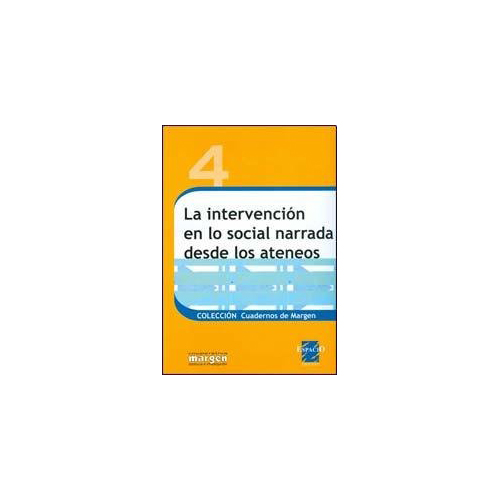 4
La intervención
en lo social narrada
desde los ateneos
COLECCIÓN Cuadernos de Margen
margen
ESPACIO